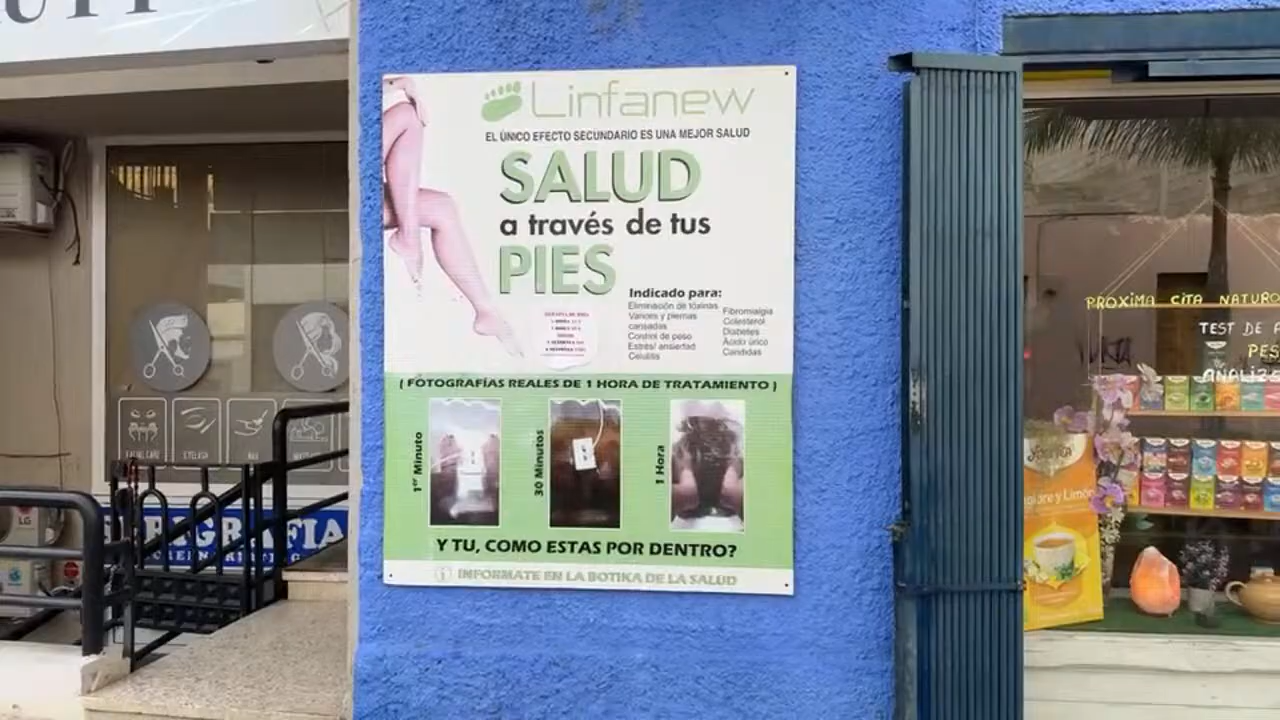 Linfanew
EL ÚNICO EFECTO SECUNDARIO ES UNA MEJOR SALUD
SALUD
a través de tus
PIES
Indicado para:
Eliminación de toxinas
Varices y piernas
cansadas
Control de peso
Estrés/ ansiertad
Celulitis
Fibromialgia
Colesterol
Diabetes
Ácido úrico
Candidas
( FOTOGRAFÍAS REALES DE 1 HORA DE TRATAMIENTO )
1er Minuto
30 Minutos
1 Hora
Y TU, COMO ESTAS POR DENTRO?
INFORMATE EN LA BOTIKA DE LA SALUD
FACIAL CARE
EYELASH
PROXIMA CITA NATURO
TEST DE
PES
ANALIZ
LG